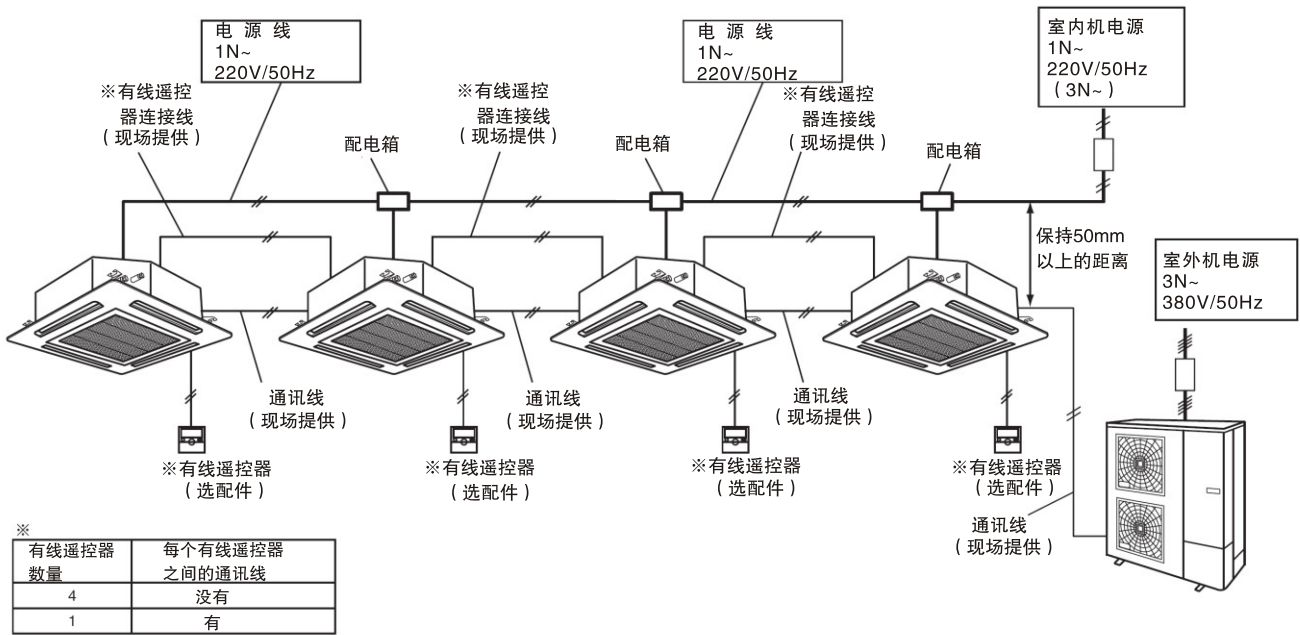 电 源 线
1N~
220V/50Hz
电 源 线
1N~
220V/50Hz
室内机电源
1N~
220V/50Hz
(3N~)
※有线遥控
器连接线
(现场提供)
※有线遥控
器连接线
(现场提供)
※有线遥控
器连接线
(现场提供)
配电箱
配电箱
配电箱
保持50mm
以上的距离
室外机电源
3N~
380V/50Hz
通讯线
(现场提供)
通讯线
(现场提供)
通讯线
(现场提供)
※有线遥控器
(选配件)
※有线遥控器
(选配件)
※有线遥控器
(选配件)
※有线遥控器
(选配件)
通讯线
(现场提供)
※
有线遥控器
数量
每个有线遥控器
之间的通讯线
4 没有
1 有